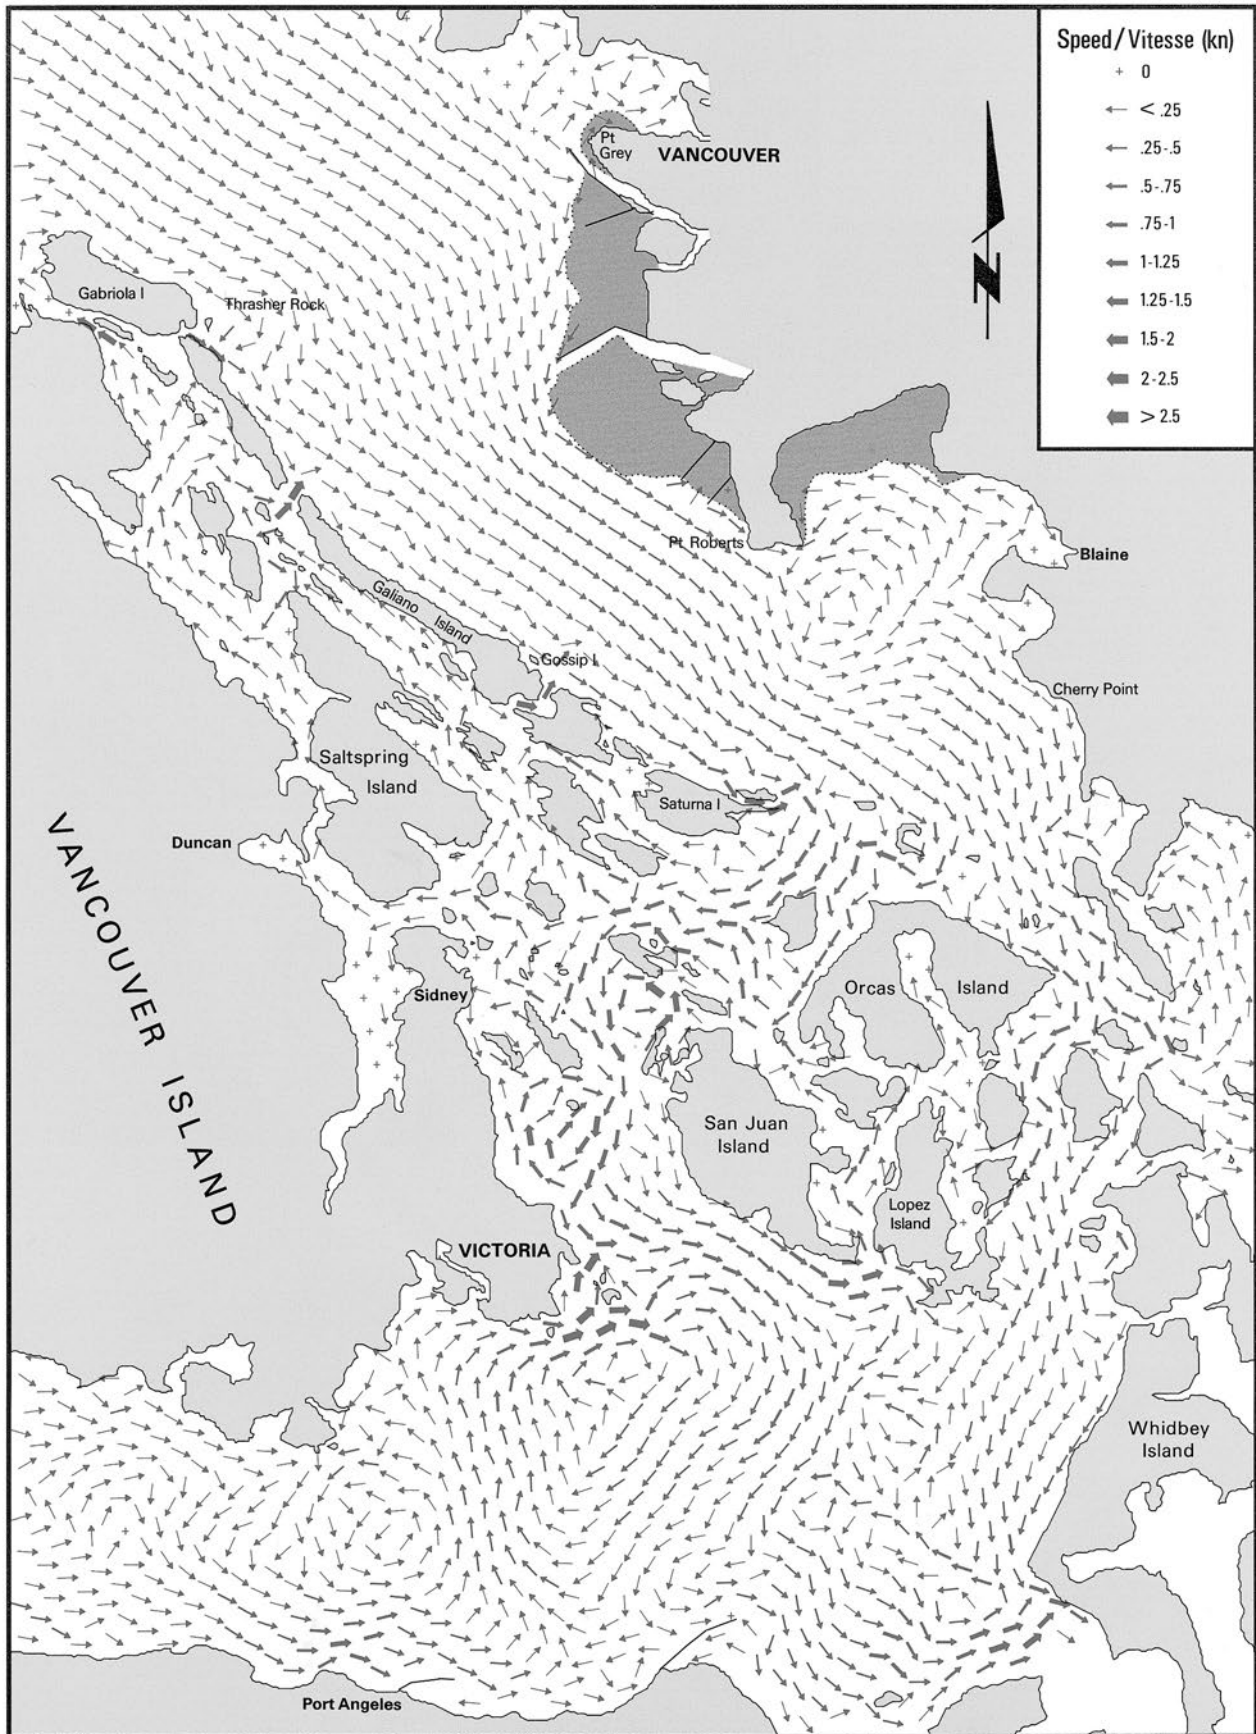 Speed/Vitesse (kn)
0
< .25
.25-.5
.5-.75
.75-1
1-1.25
1.25-1.5
1.5-2
2-2.5
> 2.5
N
Pt
Grey
VANCOUVER
Gabriola I
Thrasher Rock
Pt Roberts
Blaine
Galiano
Island
Gossip I
Cherry Point
Saltspring
Island
Saturna I
Duncan
VANCOUVER ISLAND
Sidney
Orcas Island
San Juan
Island
Lopez
Island
VICTORIA
Whidbey
Island
Port Angeles